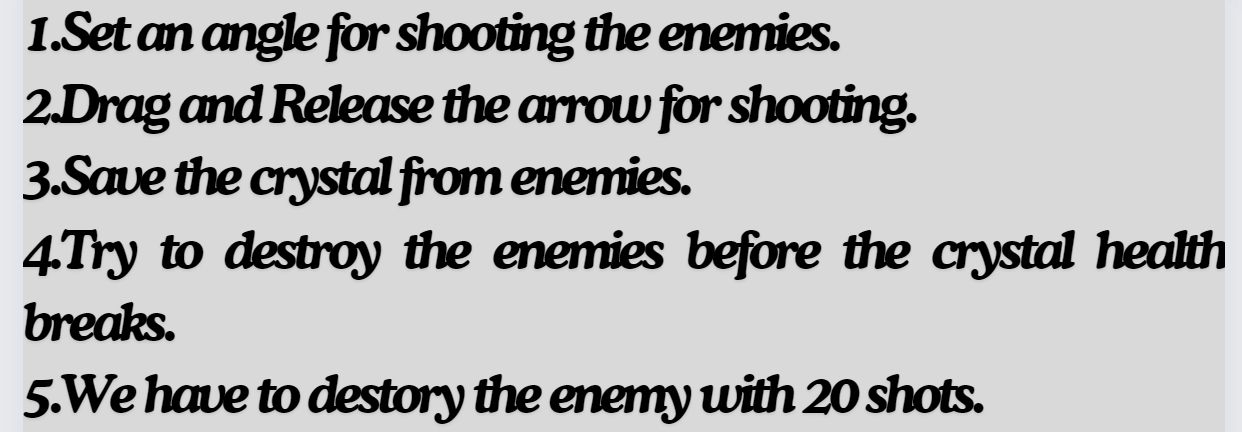 1.Set an angle for shooting the enemies.
2.Drag and Release the arrow for shooting.
3.Save the crystal from enemies.
4.Try to destroy the enemies before the crystal health
breaks.
5.We have to destory the enemy with 20 shots.